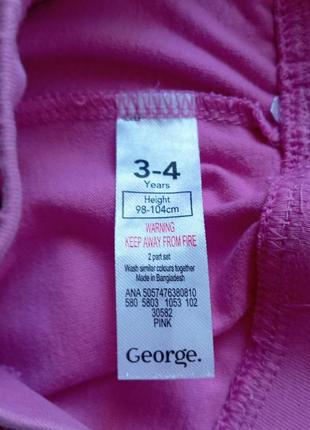 3-4
Years
Height
98-104cm
WARNING
KEEP AWAY FROM FIRE
2 part set
Wash similar colours together
Made in Bangladesh
ANA 5057476380810
580 5803 1053 102
30582
PINK
George.